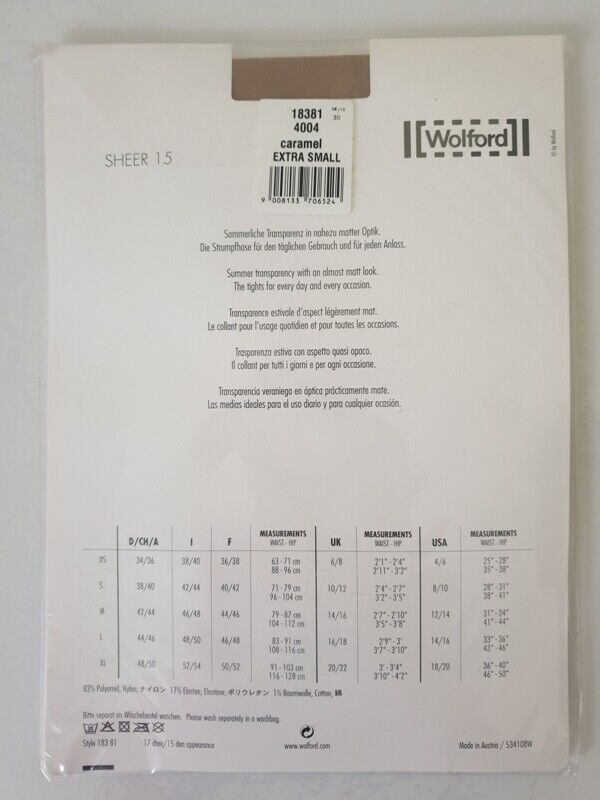 18381 GR/10
4004 30
caramel
EXTRA SMALL
9 008133 706524
SHEER 15
Wolford
© by Wolford
Sommerliche Transparenz in nahezu matter Optik.
Die Strumpfhose für den täglichen Gebrauch und für jeden Anlass.
Summer transparency with an almost matt look.
The tights for every day and every occasion.
Transparence estivale d'aspect légèrement mat.
Le collant pour l'usage quotidien et pour toutes les occasions.
Trasparenza estiva con aspetto quasi opaco.
Il collant per tutti i giorni e per ogni occasione.
Transparencia veraniega en óptica prácticamente mate.
Las medias ideales para el uso diario y para cualquier ocasión.
D/CH/A I F MEASUREMENTS WAIST - HIP UK MEASUREMENTS WAIST - HIP USA MEASUREMENTS WAIST - HIP
XS 34/36 38/40 36/38 63 - 71 cm 6/8 2'1" - 2'4" 4/6 25" - 28"
88 - 96 cm 2'11" - 3'2" 35" - 38"
S 38/40 42/44 40/42 71 - 79 cm 10/12 2'4" - 2'7" 8/10 28" - 31"
96 - 104 cm 3'2" - 3'5" 38" - 41"
M 42/44 46/48 44/46 79 - 87 cm 14/16 2'7" - 2'10" 12/14 31" - 34"
104 - 112 cm 3'5" - 3'8" 41" - 44"
L 44/46 48/50 46/48 83 - 91 cm 16/18 2'9" - 3' 14/16 33" - 36"
108 - 116 cm 3'7" - 3'10" 43" - 46"
XL 48/50 52/54 50/52 91 - 103 cm 20/22 3' - 3'4" 18/20 36" - 40"
116 - 128 cm 3'10" - 4'2" 46" - 50"
82% Polyamid, Nylon, ナイロン 17% Elastan, Elastane, ポリウレタン 1% Baumwolle, Cotton, 綿
Bitte separat im Wäschebeutel waschen. Please wash separately in a washbag.
Style 183 81 17 dtex/15 den appearance www.wolford.com Made in Austria / 534108W